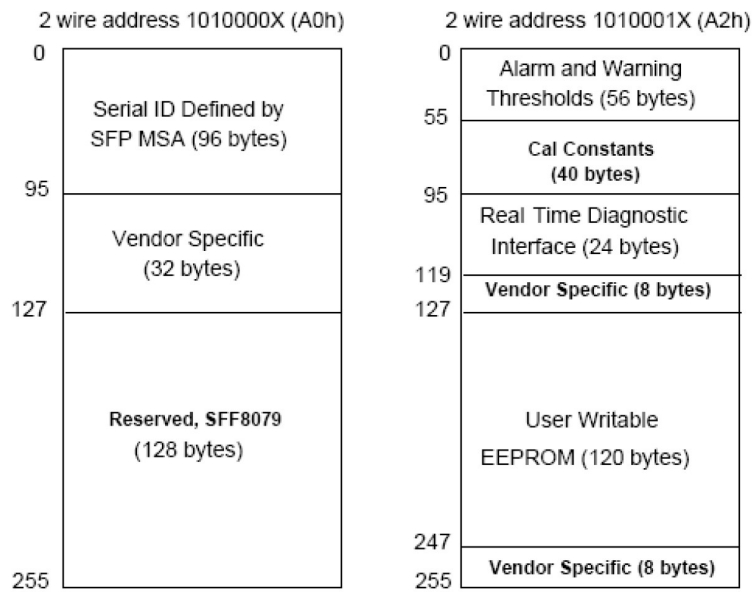 2 wire address 1010000X (A0h)
0
Serial ID Defined by
SFP MSA (96 bytes)
95
Vendor Specific
(32 bytes)
127
Reserved, SFF8079
(128 bytes)
255
2 wire address 1010001X (A2h)
0
Alarm and Warning
Thresholds (56 bytes)
55
Cal Constants
(40 bytes)
95
Real Time Diagnostic
Interface (24 bytes)
119
Vendor Specific (8 bytes)
127
User Writable
EEPROM (120 bytes)
247
Vendor Specific (8 bytes)
255